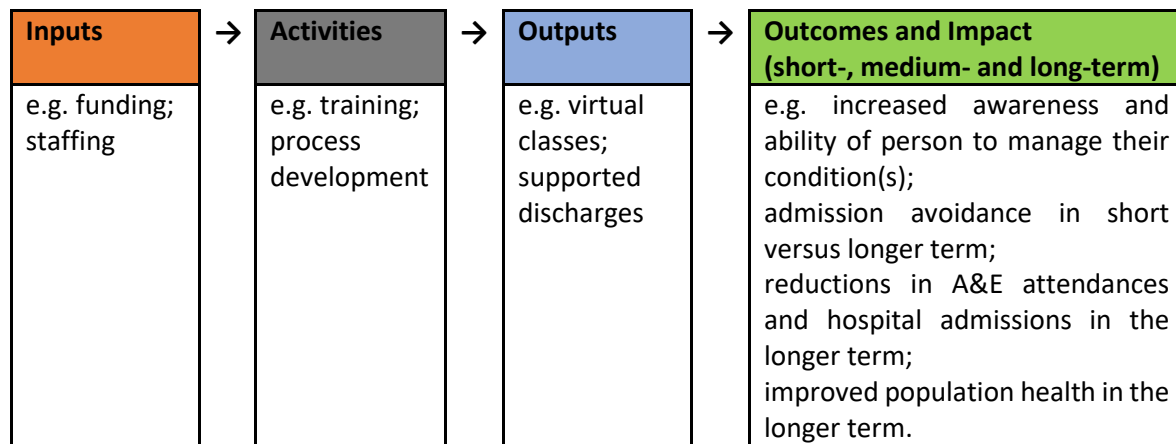 Inputs
→
Activities
→
Outputs
→
Outcomes and Impact
(short-, medium- and long-term)
e.g. funding;
staffing
e.g. training;
process
development
e.g. virtual
classes;
supported
discharges
e.g. increased awareness and
ability of person to manage their
condition(s);
admission avoidance in short
versus longer term;
reductions in A&E attendances
and hospital admissions in the
longer term;
improved population health in the
longer term.